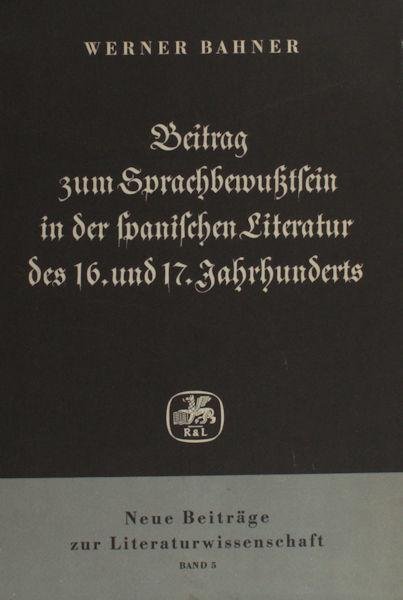 WERNER BAHNER
Beitrag
zum Sprachbewußtsein
in der spanischen Literatur
des 16. und 17. Jahrhunderts
R & L
Neue Beiträge
zur Literaturwissenschaft
BAND 5